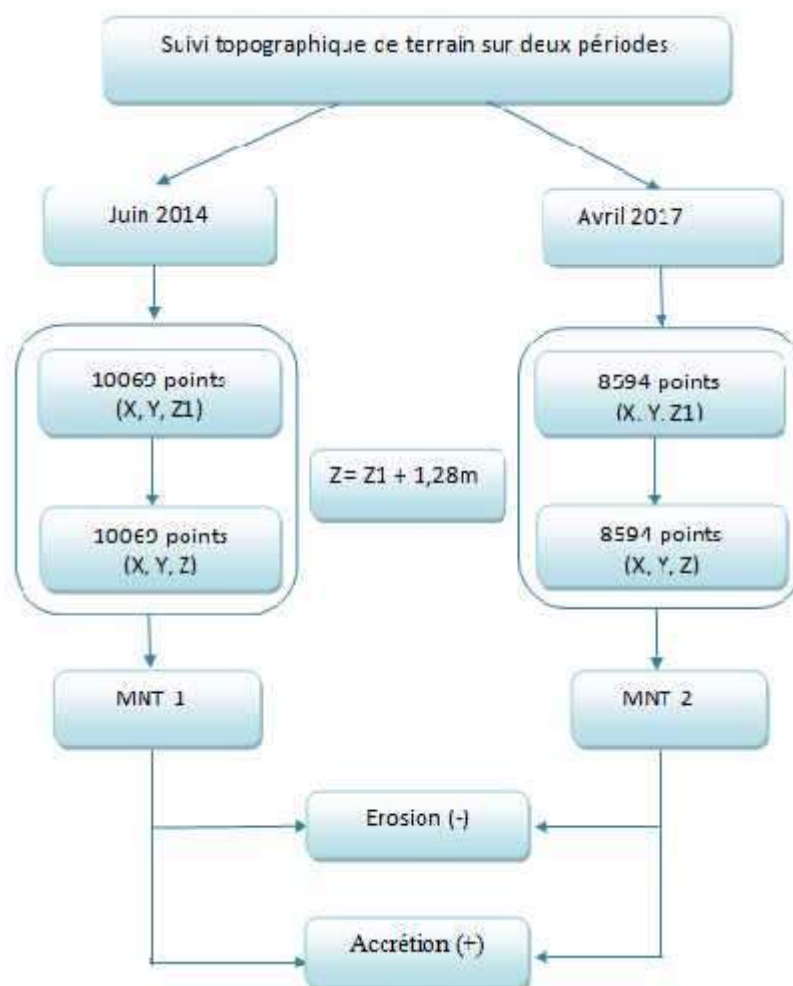 Suivi topographique de terrain sur deux périodes
Juin 2014
Avril 2017
10069 points
(X, Y, Z1)
8594 points
(X, Y, Z1)
Z= Z1 + 1,28m
10069 points
(X, Y, Z)
8594 points
(X, Y, Z)
MNT 1
MNT 2
Erosion (-)
Accrétion (+)